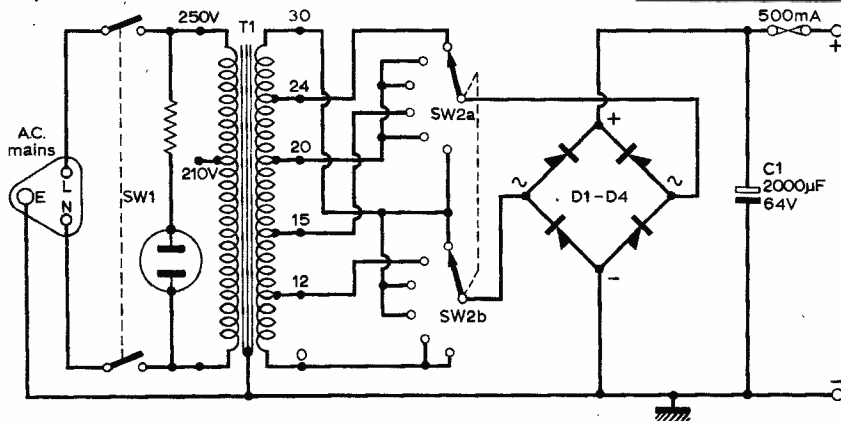 250V
T1
30
500mA
+
24
SW2a
A.C.
mains
L
E
N
SW1
210V
20
+
~
~
D1-D4
C1
2000µF
64V
15
12
-
SW2b
0
-